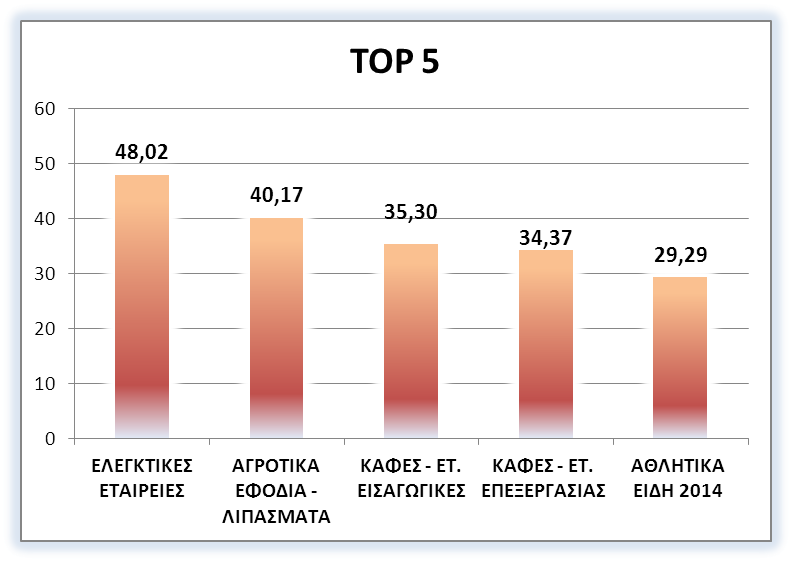 TOP 5
60
50
40
30
20
10
0
48,02
40,17
35,30
34,37
29,29
ΕΛΕΓΚΤΙΚΕΣ
ΕΤΑΙΡΕΙΕΣ
ΑΓΡΟΤΙΚΑ
ΕΦΟΔΙΑ -
ΛΙΠΑΣΜΑΤΑ
ΚΑΦΕΣ - ΕΤ.
ΕΙΣΑΓΩΓΙΚΕΣ
ΚΑΦΕΣ - ΕΤ.
ΕΠΕΞΕΡΓΑΣΙΑΣ
ΑΘΛΗΤΙΚΑ
ΕΙΔΗ 2014